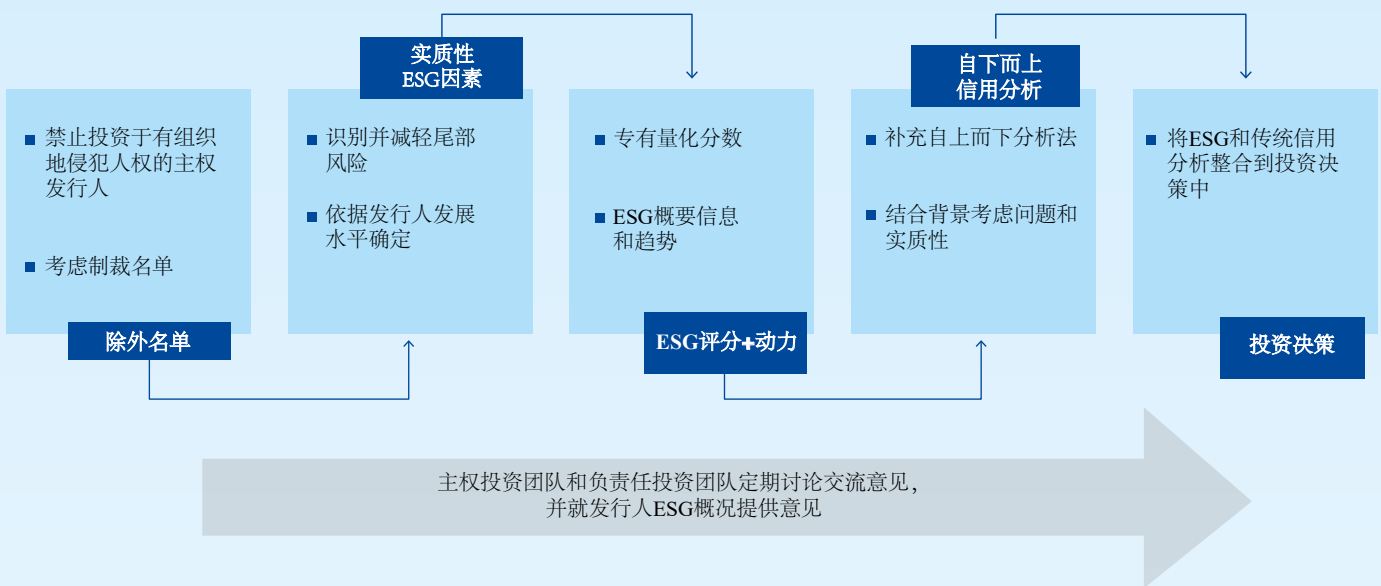 除外名单
禁止投资于有组织
地侵犯人权的主权
发行人
考虑制裁名单
实质性
ESG因素
识别并减轻尾部
风险
依据发行人发展
水平确定
ESG评分+动力
专有量化分数
ESG概要信息
和趋势
自下而上
信用分析
补充自上而下分析法
结合背景考虑问题和
实质性
投资决策
将ESG和传统信用
分析整合到投资决
策中
主权投资团队和负责任投资团队定期讨论交流意见，
并就发行人ESG概况提供意见